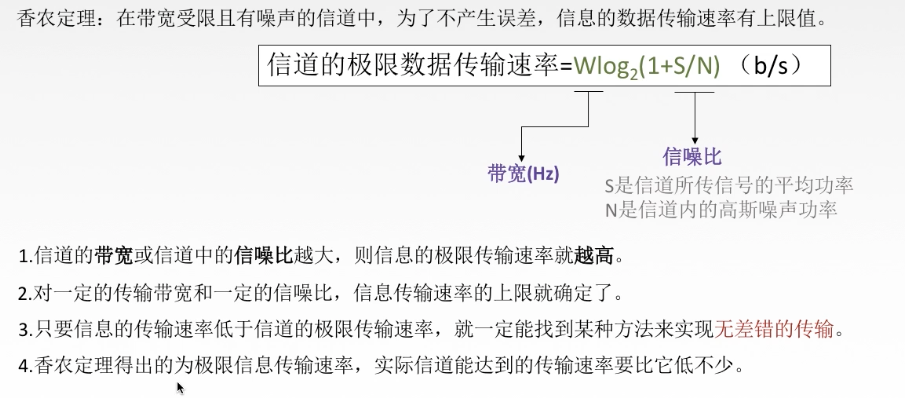 香农定理：在带宽受限且有噪声的信道中，为了不产生误差，信息的数据传输速率有上限值。
信道的极限数据传输速率=Wlog₂(1+S/N) （b/s）
带宽(Hz)
信噪比
S是信道所传信号的平均功率
N是信道内的高斯噪声功率
1.信道的带宽或信道中的信噪比越大，则信息的极限传输速率就越高。
2.对一定的传输带宽和一定的信噪比，信息传输速率的上限就确定了。
3.只要信息的传输速率低于信道的极限传输速率，就一定能找到某种方法来实现无差错的传输。
4.香农定理得出的为极限信息传输速率，实际信道能达到的传输速率要比它低不少。